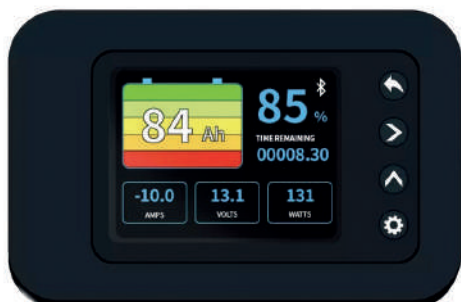 84 Ah
85 %
TIME REMAINING
00008.30
-10.0
AMPS
13.1
VOLTS
131
WATTS